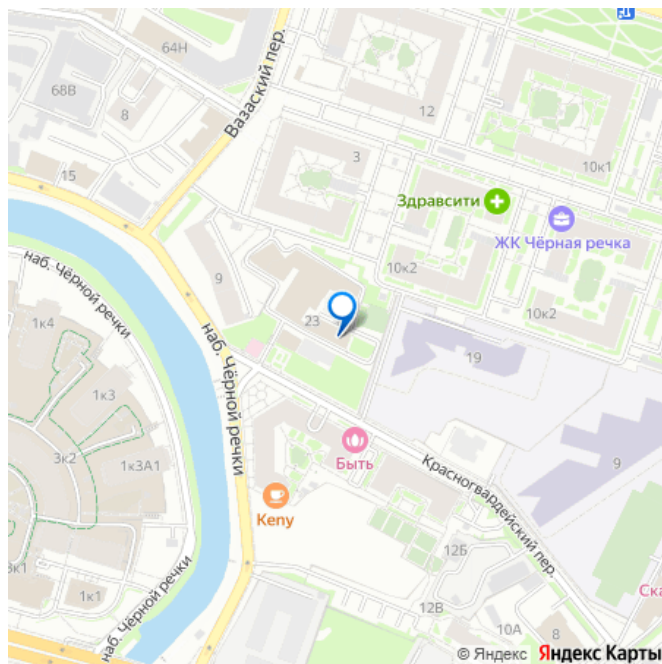 64Н
68В
8
Вазаский пер.
12
3
15
10к1
Здравсити
ЖК Чёрная речка
наб. Чёрной речки
10к2
9
10к2
1к4
23
наб. Чёрной речки
19
1к3
Быть
Красногвардейский пер.
3к2
1к3А1
9
Keny
12Б
3к1
1к1
наб. Чёрной речки
12В
10А
8
Ска
© Яндекс Яндекс Карты